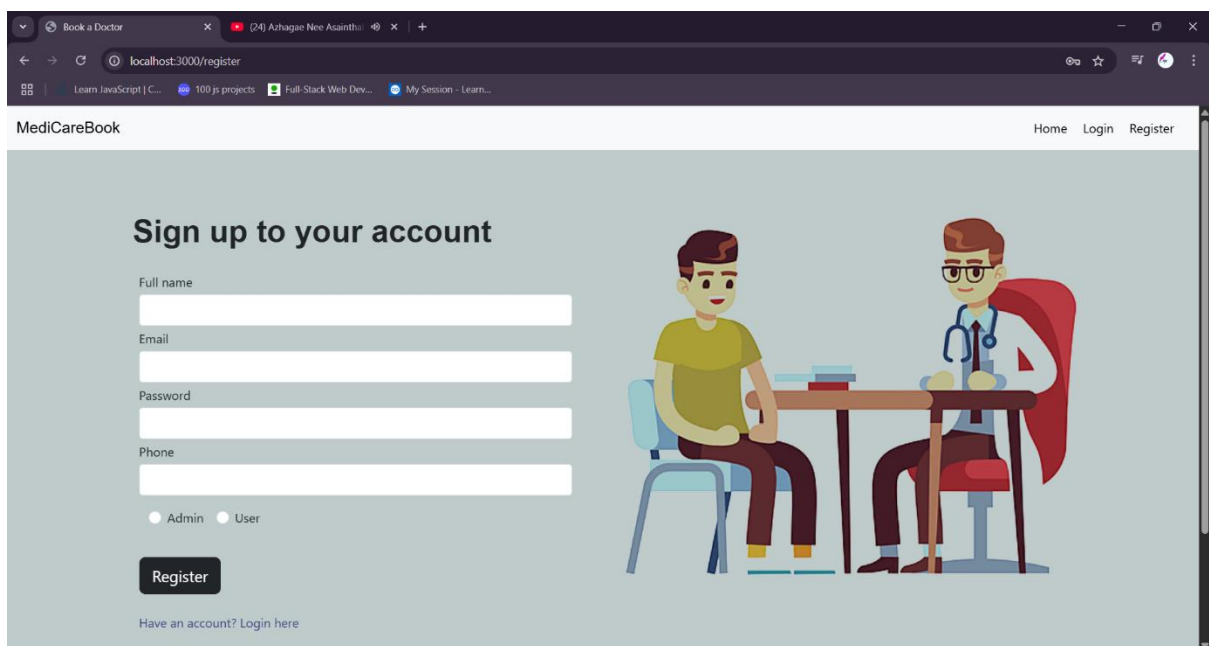 Book a Doctor
(24) Azhagae Nee Asaintha
localhost:3000/register
Learn JavaScript | C...
100 js projects
Full-Stack Web Dev...
My Session - Learn...
MediCareBook
Home Login Register
Sign up to your account
Full name
Email
Password
Phone
Admin User
Register
Have an account? Login here